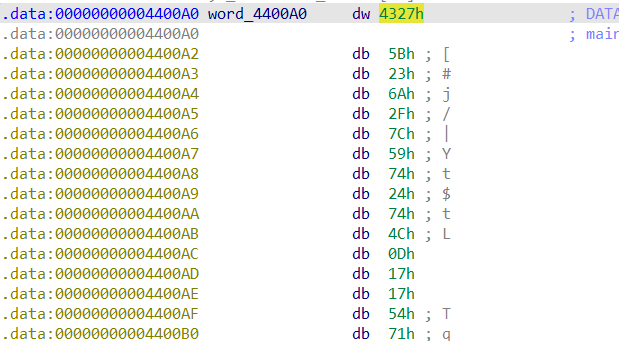 .data:00000000004400A0 word_4400A0 dw 4327h ; DATA
.data:00000000004400A0 ; main
.data:00000000004400A2 db 5Bh ; [
.data:00000000004400A3 db 23h ; #
.data:00000000004400A4 db 6Ah ; j
.data:00000000004400A5 db 2Fh ; /
.data:00000000004400A6 db 7Ch ; |
.data:00000000004400A7 db 59h ; Y
.data:00000000004400A8 db 74h ; t
.data:00000000004400A9 db 24h ; $
.data:00000000004400AA db 74h ; t
.data:00000000004400AB db 4Ch ; L
.data:00000000004400AC db 0Dh
.data:00000000004400AD db 17h
.data:00000000004400AE db 17h
.data:00000000004400AF db 54h ; T
.data:00000000004400B0 db 71h ; q